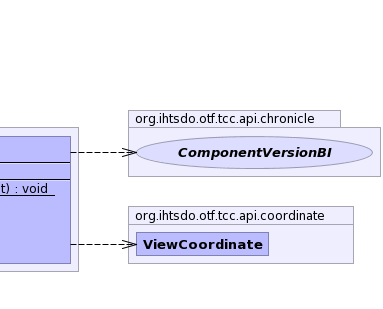 org.ihtsdo.otf.tcc.api.chronicle
ComponentVersionBI
t) : void
org.ihtsdo.otf.tcc.api.coordinate
ViewCoordinate